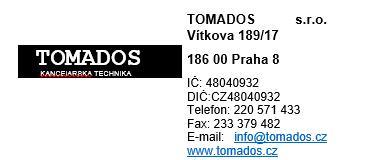 TOMADOS s.r.o.
Vítkova 189/17
186 00 Praha 8
TOMADOS
KANCELARRKA TECHNIKA
IČ: 48040932
DIČ:CZ48040932
Telefon: 220 571 433
Fax: 233 379 482
E-mail: info@tomados.cz
www.tomados.cz